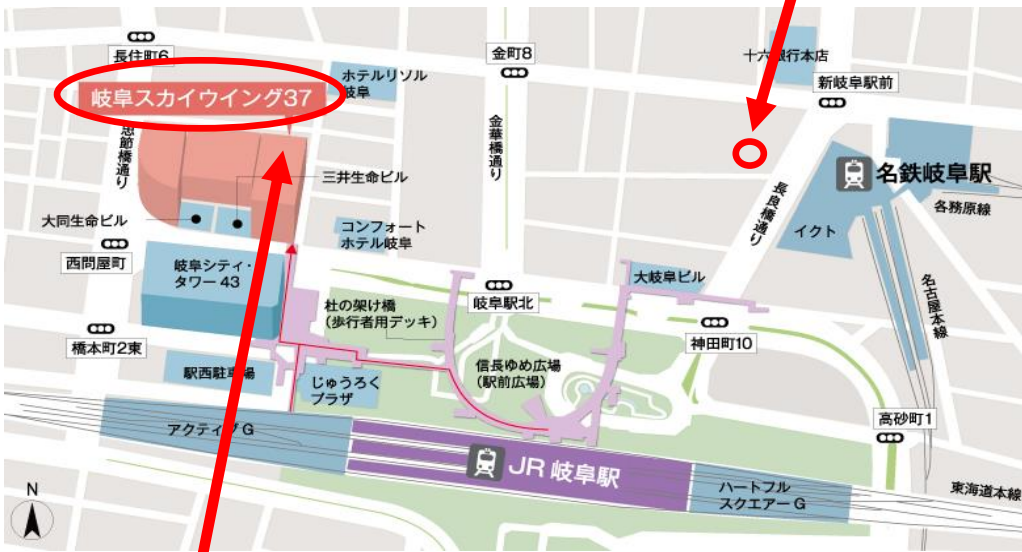 長住町6
金町8
十六銀行本店
新岐阜駅前
ホテルリソル
岐阜
岐阜スカイウイング37
忠節橋通り
金華橋通り
名鉄岐阜駅
各務原線
三井生命ビル
長良橋通り
大同生命ビル
コンフォート
ホテル岐阜
イクト
西問屋町
岐阜シティ・
タワー43
大岐阜ビル
名古屋本線
岐阜駅北
杜の架け橋
(歩行者用デッキ)
神田町10
橋本町2東
信長ゆめ広場
(駅前広場)
駅西駐車場
じゅうろく
プラザ
高砂町1
アクティブG
JR岐阜駅
ハートフル
スクエアーG
東海道本線
N